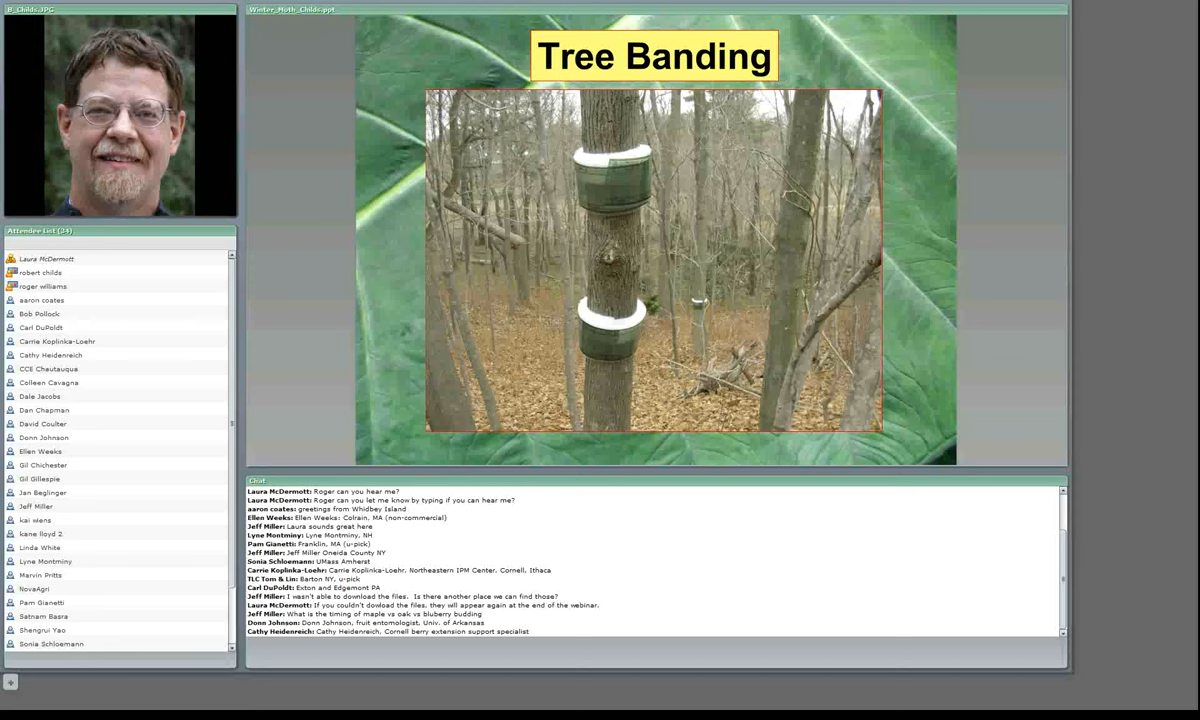 B_Childs.JPG
Attendee List (34)
Laura McDermott
robert childs
roger williams
aaron coates
Bob Pollock
Carl DuPoldt
Carrie Koplinka-Loehr
Cathy Heidenreich
CCE Chautauqua
Colleen Cavagna
Dale Jacobs
Dan Chapman
David Coulter
Donn Johnson
Ellen Weeks
Gil Chichester
Gil Gillespie
Jan Beglinger
Jeff Miller
kai wiens
kane lloyd 2
Linda White
Lyne Montminy
Marvin Pritts
NovaAgri
Pam Gianetti
Satnam Basra
Shengrui Yao
Sonia Schloemann
Winter_Moth_Childs.ppt
Tree Banding
Chat
Laura McDermott: Roger can you hear me?
Laura McDermott: Roger can you let me know by typing if you can hear me?
aaron coates: greetings from Whidbey Island
Ellen Weeks: Ellen Weeks: Colrain, MA (non-commercial)
Jeff Miller: Laura sounds great here
Lyne Montminy: Lyne Montminy, NH
Pam Gianetti: Franklin, MA (u-pick)
Jeff Miller: Jeff Miller Oneida County NY
Sonia Schloemann: UMass Amherst
Carrie Koplinka-Loehr: Carrie Koplinka-Loehr, Northeastern IPM Center, Cornell, Ithaca
TLC Tom & Lin: Barton NY, u-pick
Carl DuPoldt: Exton and Edgemont PA
Jeff Miller: I wasn't able to download the files. Is there another place we can find those?
Laura McDermott: If you couldn't dowload the files, they will appear again at the end of the webinar.
Jeff Miller: What is the timing of maple vs oak vs bluberry budding
Donn Johnson: Donn Johnson, fruit entomologist, Univ. of Arkansas
Cathy Heidenreich: Cathy Heidenreich, Cornell berry extension support specialist